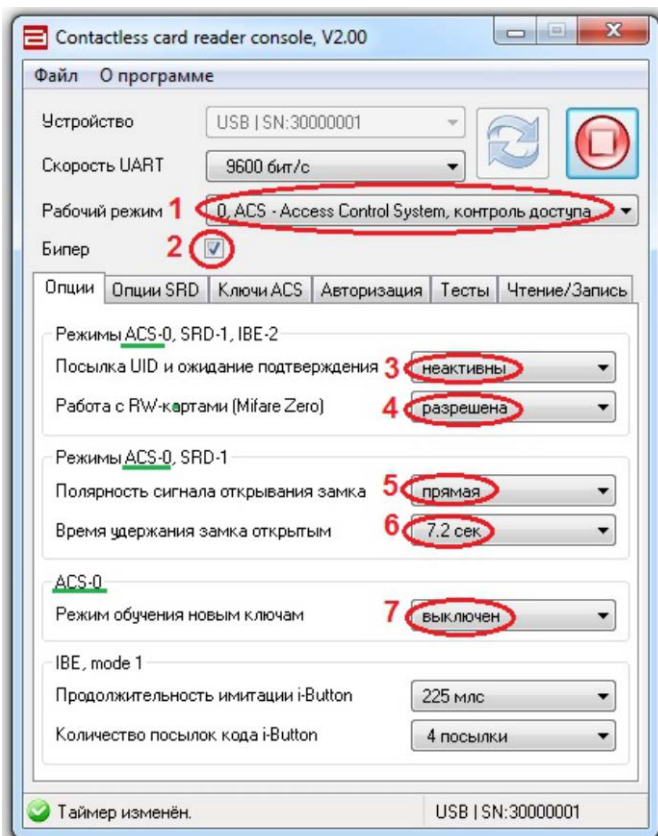 Contactless card reader console, V2.00
Файл О программе
Устройство USB | SN:30000001
Скорость UART 9600 бит/с
Рабочий режим 1 0, ACS - Access Control System, контроль доступа
Бипер 2
Опции Опции SRD Ключи ACS Авторизация Тесты Чтение/Запись
Режимы ACS-0, SRD-1, IBE-2
Посылка UID и ожидание подтверждения 3 неактивны
Работа с RW-картами (Mifare Zero) 4 разрешена
Режимы ACS-0, SRD-1
Полярность сигнала открывания замка 5 прямая
Время удержания замка открытым 6 7.2 сек
ACS-0
Режим обучения новым ключам 7 выключен
IBE, mode 1
Продолжительность имитации i-Button 225 млс
Количество посылок кода i-Button 4 посылки
Таймер изменён. USB | SN:30000001